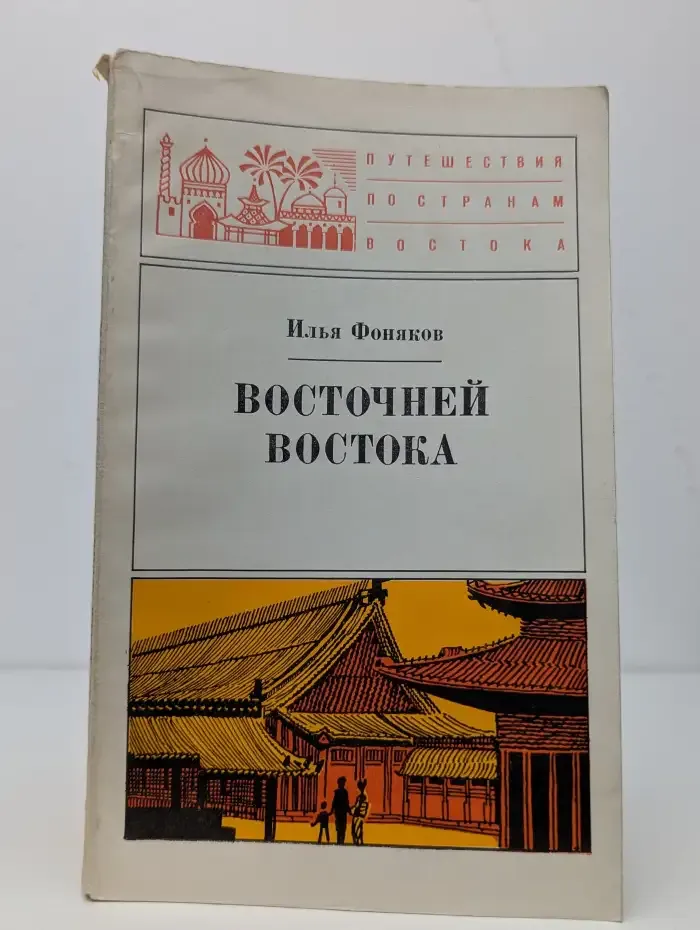 ПУТЕШЕСТВИЯ
ПО СТРАНАМ
ВОСТОКА
Илья Фоняков
ВОСТОЧНЕЙ
ВОСТОКА